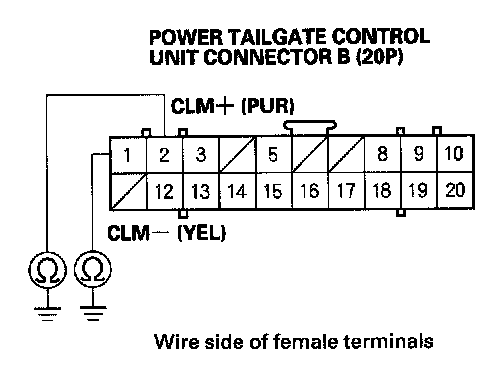 POWER TAILGATE CONTROL
UNIT CONNECTOR B (20P)
CLM+ (PUR)
1 2 3 5 8 9 10
12 13 14 15 16 17 18 19 20
CLM− (YEL)
Ω Ω
Wire side of female terminals